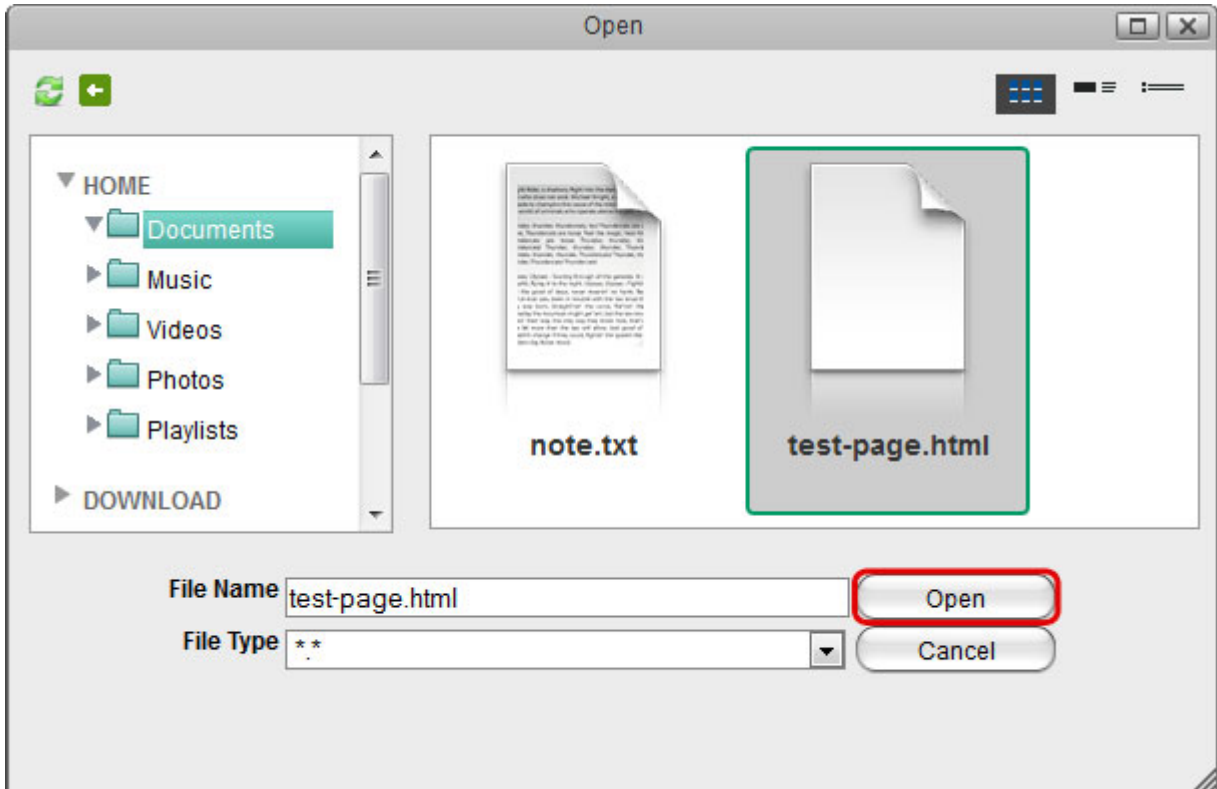 Open
HOME
Documents
Music
Videos
Photos
Playlists
DOWNLOAD
note.txt
test-page.html
File Name test-page.html Open
File Type *.* Cancel